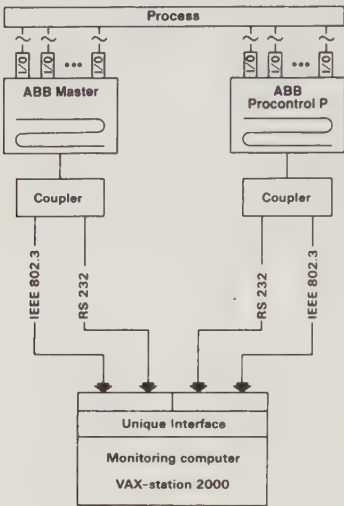 Process
I/O I/O ... I/O
I/O I/O ... I/O
ABB Master
ABB
Procontrol P
Coupler
Coupler
IEEE 802.3
RS 232
RS 232
IEEE 802.3
Unique Interface
Monitoring computer
VAX-station 2000